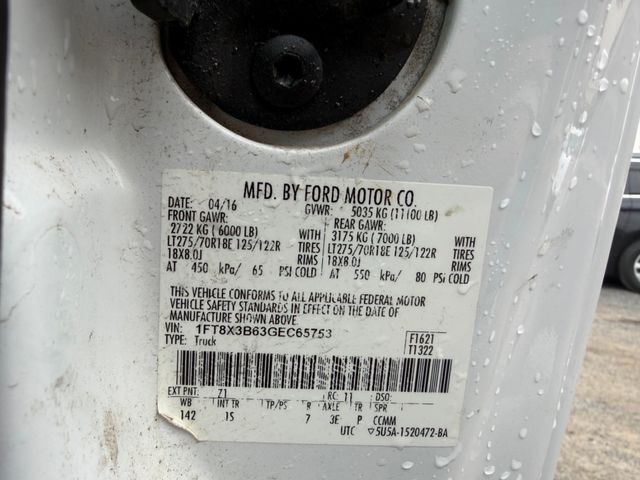 MFD. BY FORD MOTOR CO.
DATE: 04/16 GVWR: 5035 KG (11100 LB)
FRONT GAWR: REAR GAWR:
2722 KG ( 6000 LB) WITH 3175 KG ( 7000 LB) WITH
LT275/70R18E 125/122R TIRES LT275/70R18E 125/122R TIRES
18X8.0J RIMS 18X8.0J RIMS
AT 450 kPa/ 65 PSI COLD AT 550 kPa/ 80 PSI COLD
THIS VEHICLE CONFORMS TO ALL APPLICABLE FEDERAL MOTOR
VEHICLE SAFETY STANDARDS IN EFFECT ON THE DATE OF
MANUFACTURE SHOWN ABOVE.
VIN: 1FT8X3B63GEC65753
TYPE: Truck
F1621
T1322
EXT PNT: Z1 RC: 11 DSO:
WB INT TR TP/PS R AXLE TR SPR
142 1S 7 3E P CCMM
UTC ▽5U5A-1520472-BA